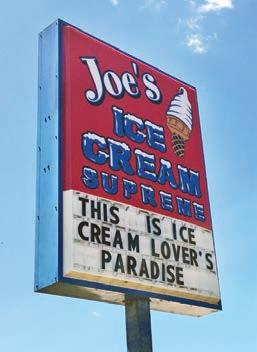 Joe's
ICE
CREAM
SUPREME
THIS IS ICE
CREAM LOVER'S
PARADISE